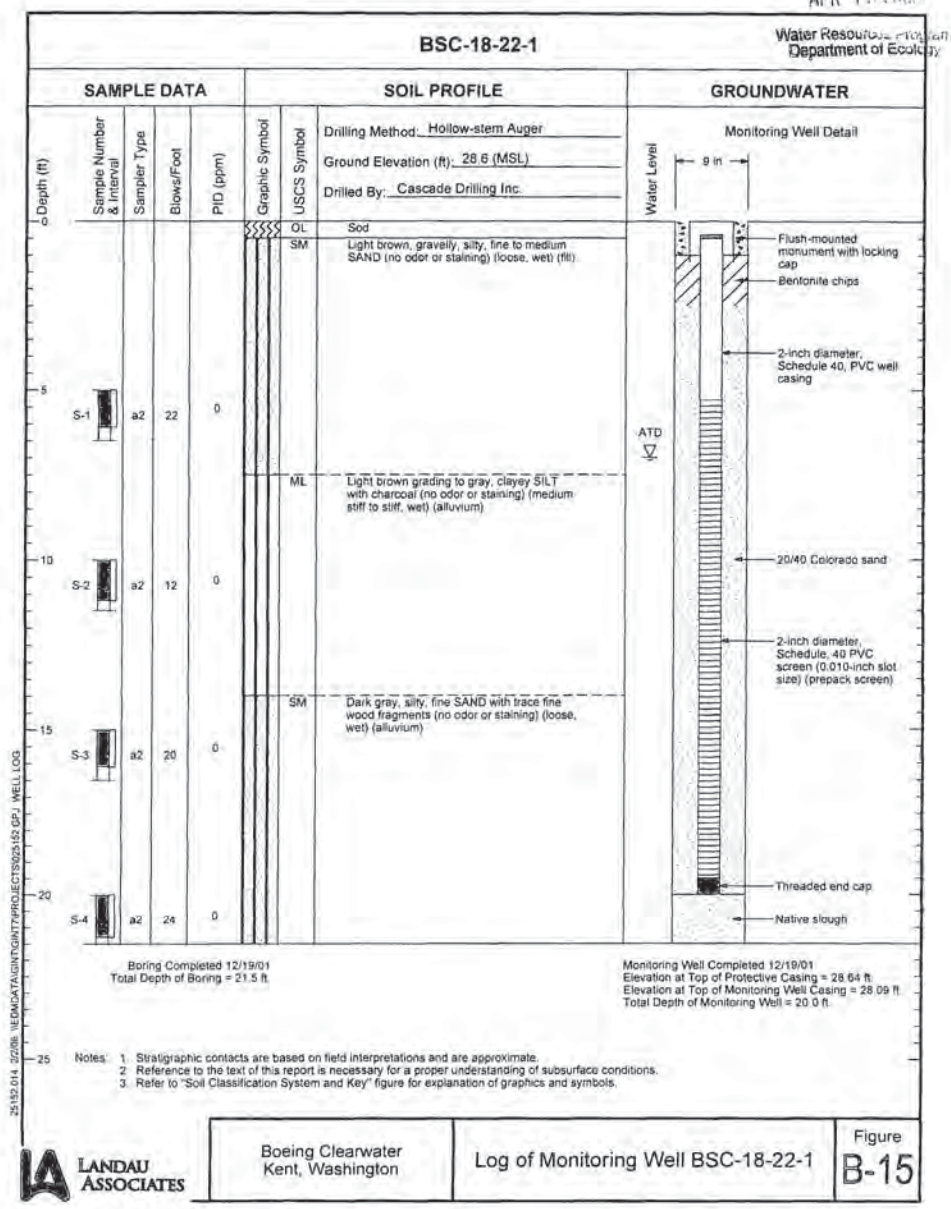 BSC-18-22-1
Water Resources Program
Department of Ecology
SAMPLE DATA
SOIL PROFILE
GROUNDWATER
Depth (ft)
Sample Number
& Interval
Sampler Type
Blows/Foot
PID (ppm)
Graphic Symbol
USCS Symbol
Drilling Method: Hollow-stem Auger
Ground Elevation (ft): 28.6 (MSL)
Drilled By: Cascade Drilling Inc.
Water Level
Monitoring Well Detail
9 in
0
OL
Sod
SM
Light brown, gravelly, silty, fine to medium
SAND (no odor or staining) (loose, wet) (fill)
Flush-mounted
monument with locking
cap
Bentonite chips
2-inch diameter,
Schedule 40, PVC well
casing
5
S-1
a2
22
0
ATD
ML
Light brown grading to gray, clayey SILT
with charcoal (no odor or staining) (medium
stiff to stiff, wet) (alluvium)
10
S-2
a2
12
0
20/40 Colorado sand
2-inch diameter,
Schedule, 40 PVC
screen (0.010-inch slot
size) (prepack screen)
SM
Dark gray, silty, fine SAND with trace fine
wood fragments (no odor or staining) (loose,
wet) (alluvium)
15
S-3
a2
20
0
20
S-4
a2
24
0
Threaded end cap
Native slough
Boring Completed 12/19/01
Total Depth of Boring = 21.5 ft.
Monitoring Well Completed 12/19/01
Elevation at Top of Protective Casing = 28.64 ft.
Elevation at Top of Monitoring Well Casing = 28.09 ft.
Total Depth of Monitoring Well = 20.0 ft.
25
Notes: 1. Stratigraphic contacts are based on field interpretations and are approximate.
2. Reference to the text of this report is necessary for a proper understanding of subsurface conditions.
3. Refer to "Soil Classification System and Key" figure for explanation of graphics and symbols.
25152.014 2/2/06 \\EDMDATA\GINT\GINT7\PROJECTS\025152.GPJ WELL LOG
LA LANDAU
ASSOCIATES
Boeing Clearwater
Kent, Washington
Log of Monitoring Well BSC-18-22-1
Figure
B-15